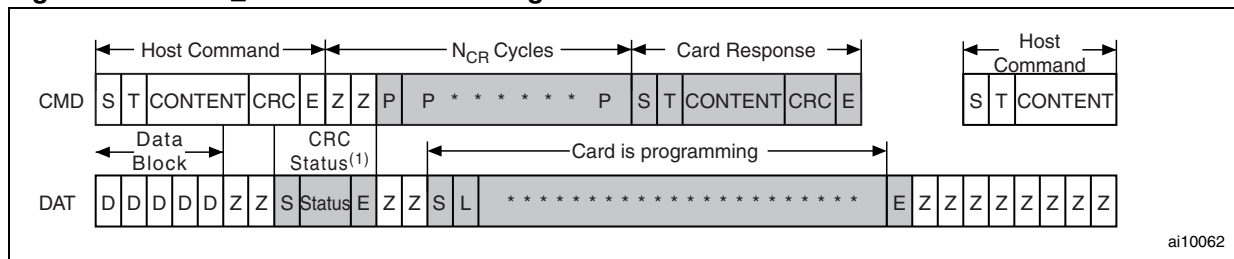 Host Command
N_CR Cycles
Card Response
Host
Command
CMD S T CONTENT CRC E Z Z P P * * * * * * P S T CONTENT CRC E S T CONTENT
Data
Block
CRC
Status(1)
Card is programming
DAT D D D D D Z Z S Status E Z Z S L * * * * * * * * * * * * * * * * * * * * * * E Z Z Z Z Z Z Z Z
ai10062